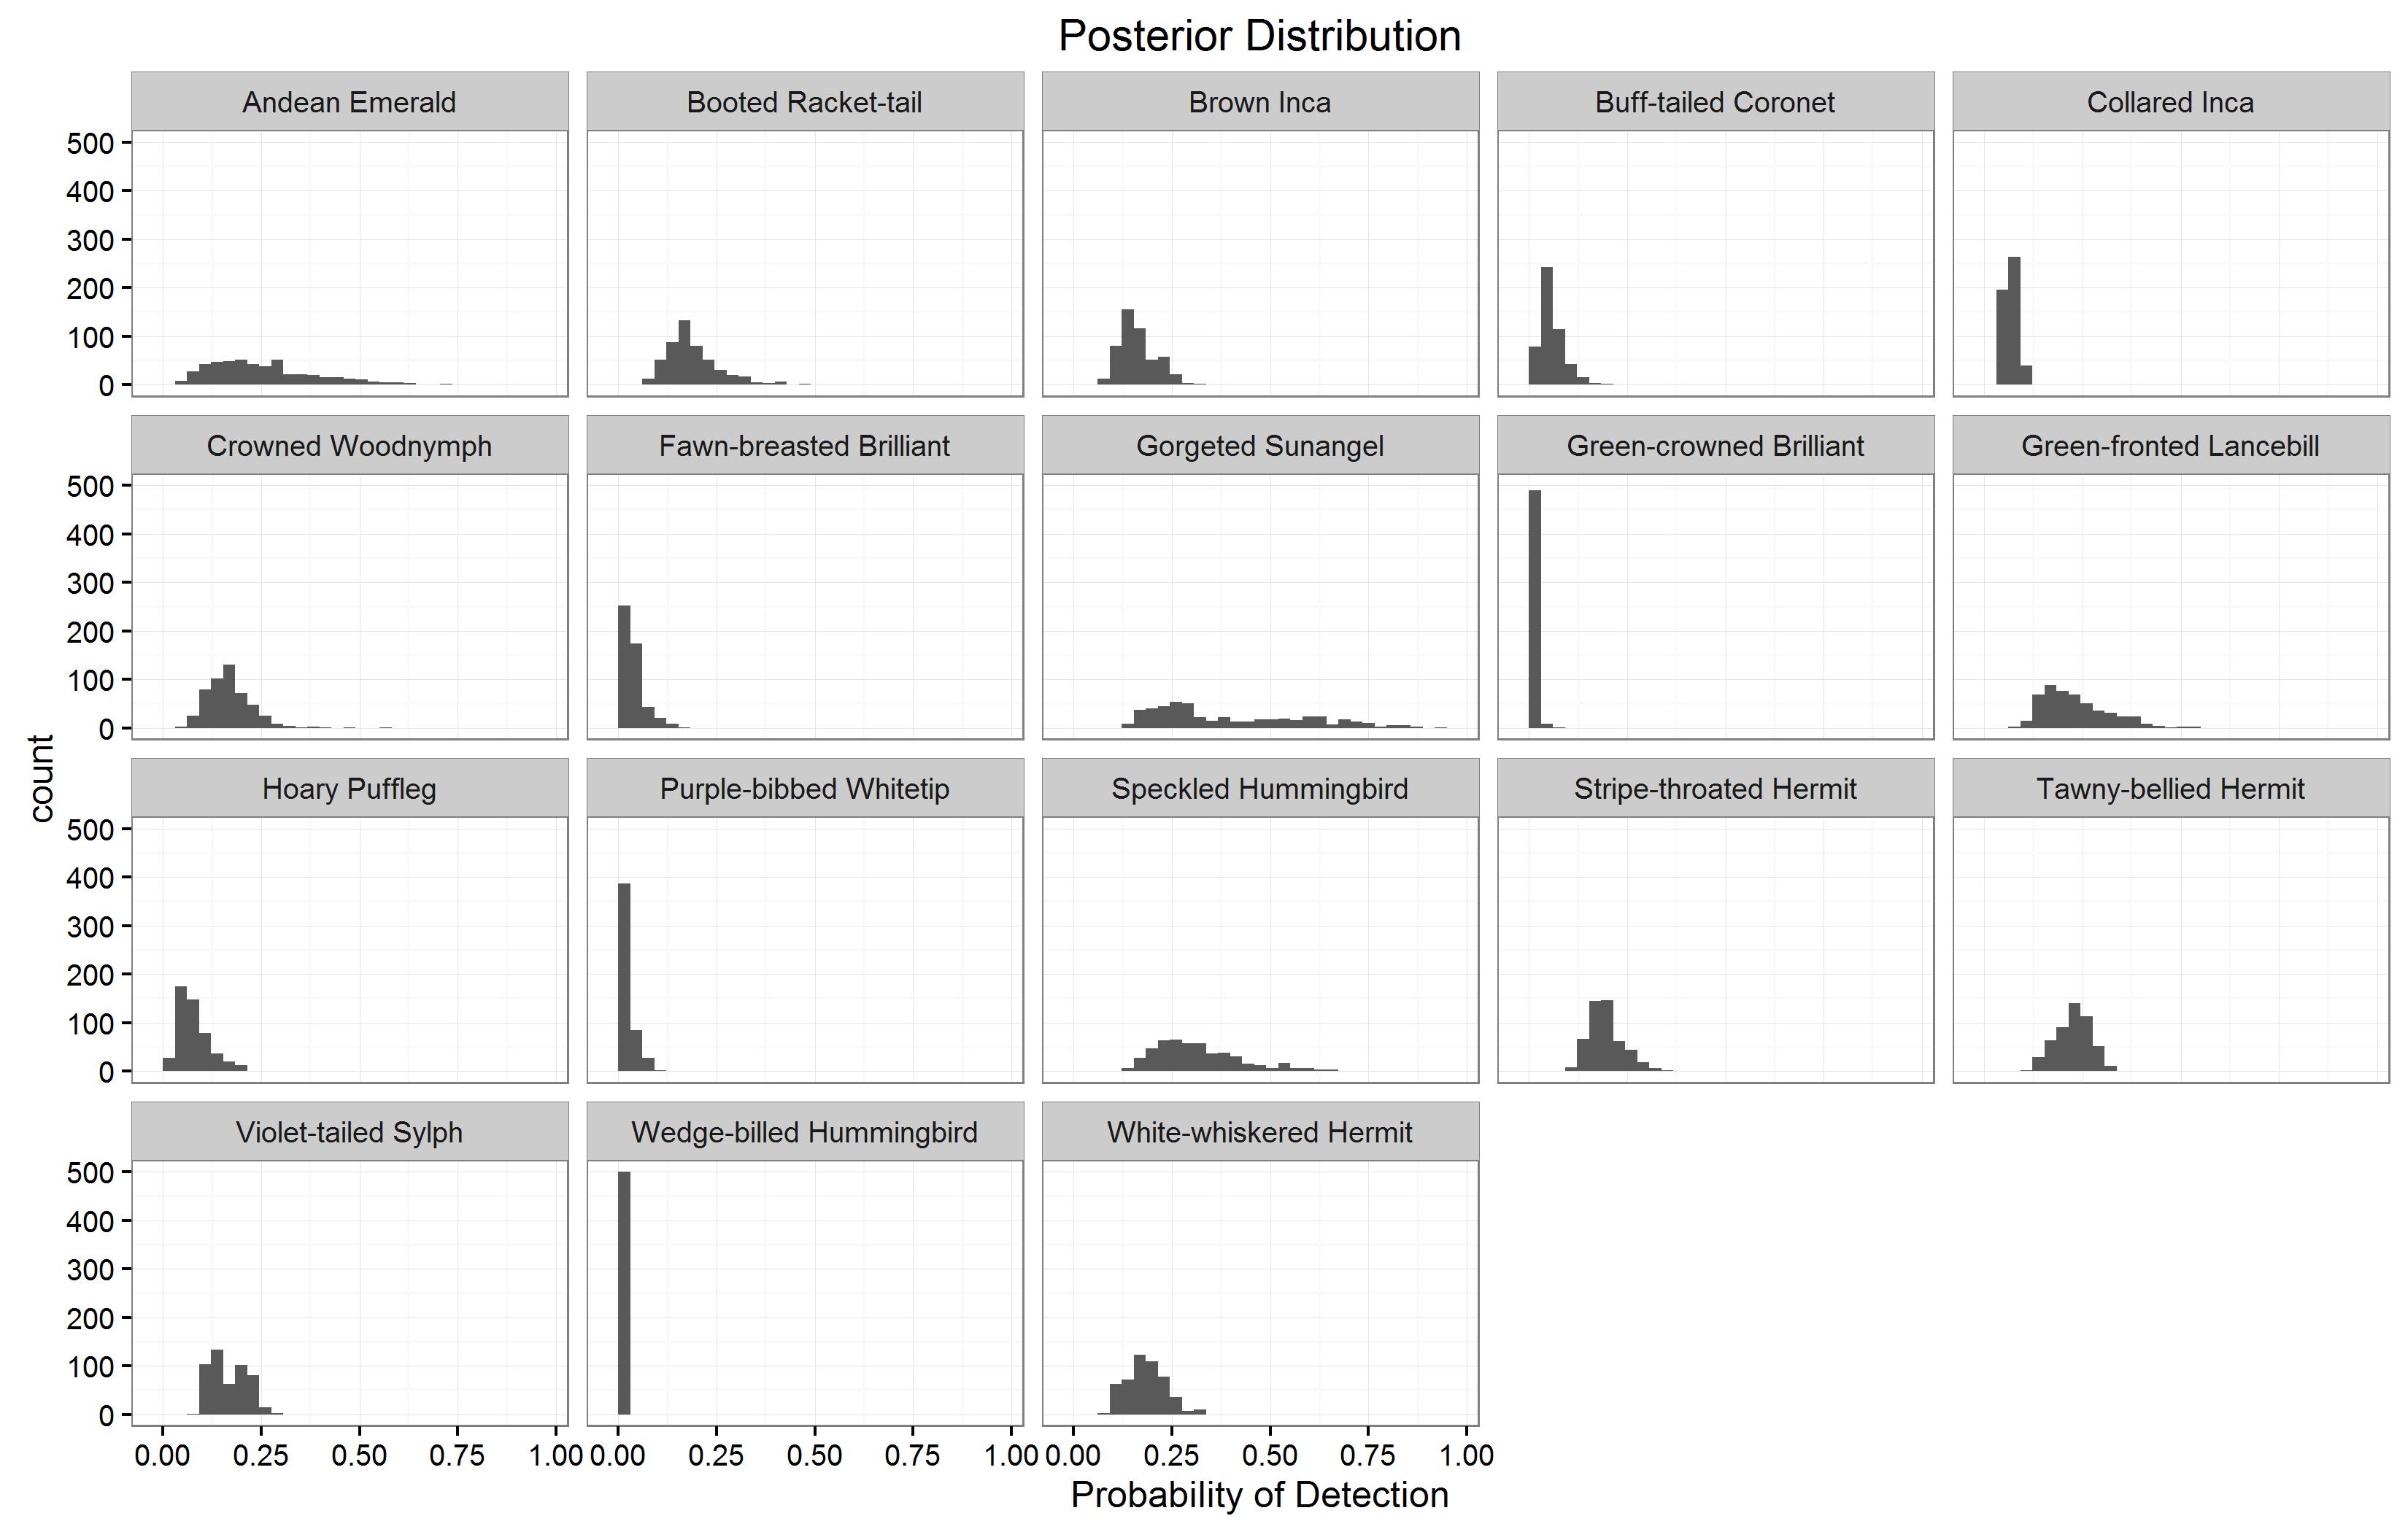 Posterior Distribution
Andean Emerald
Booted Racket-tail
Brown Inca
Buff-tailed Coronet
Collared Inca
500
400
300
200
100
0
Crowned Woodnymph
Fawn-breasted Brilliant
Gorgeted Sunangel
Green-crowned Brilliant
Green-fronted Lancebill
500
400
300
200
100
0
count
Hoary Puffleg
Purple-bibbed Whitetip
Speckled Hummingbird
Stripe-throated Hermit
Tawny-bellied Hermit
500
400
300
200
100
0
Violet-tailed Sylph
Wedge-billed Hummingbird
White-whiskered Hermit
500
400
300
200
100
0
0.00 0.25 0.50 0.75 1.00
0.00 0.25 0.50 0.75 1.00
0.00 0.25 0.50 0.75 1.00
Probability of Detection